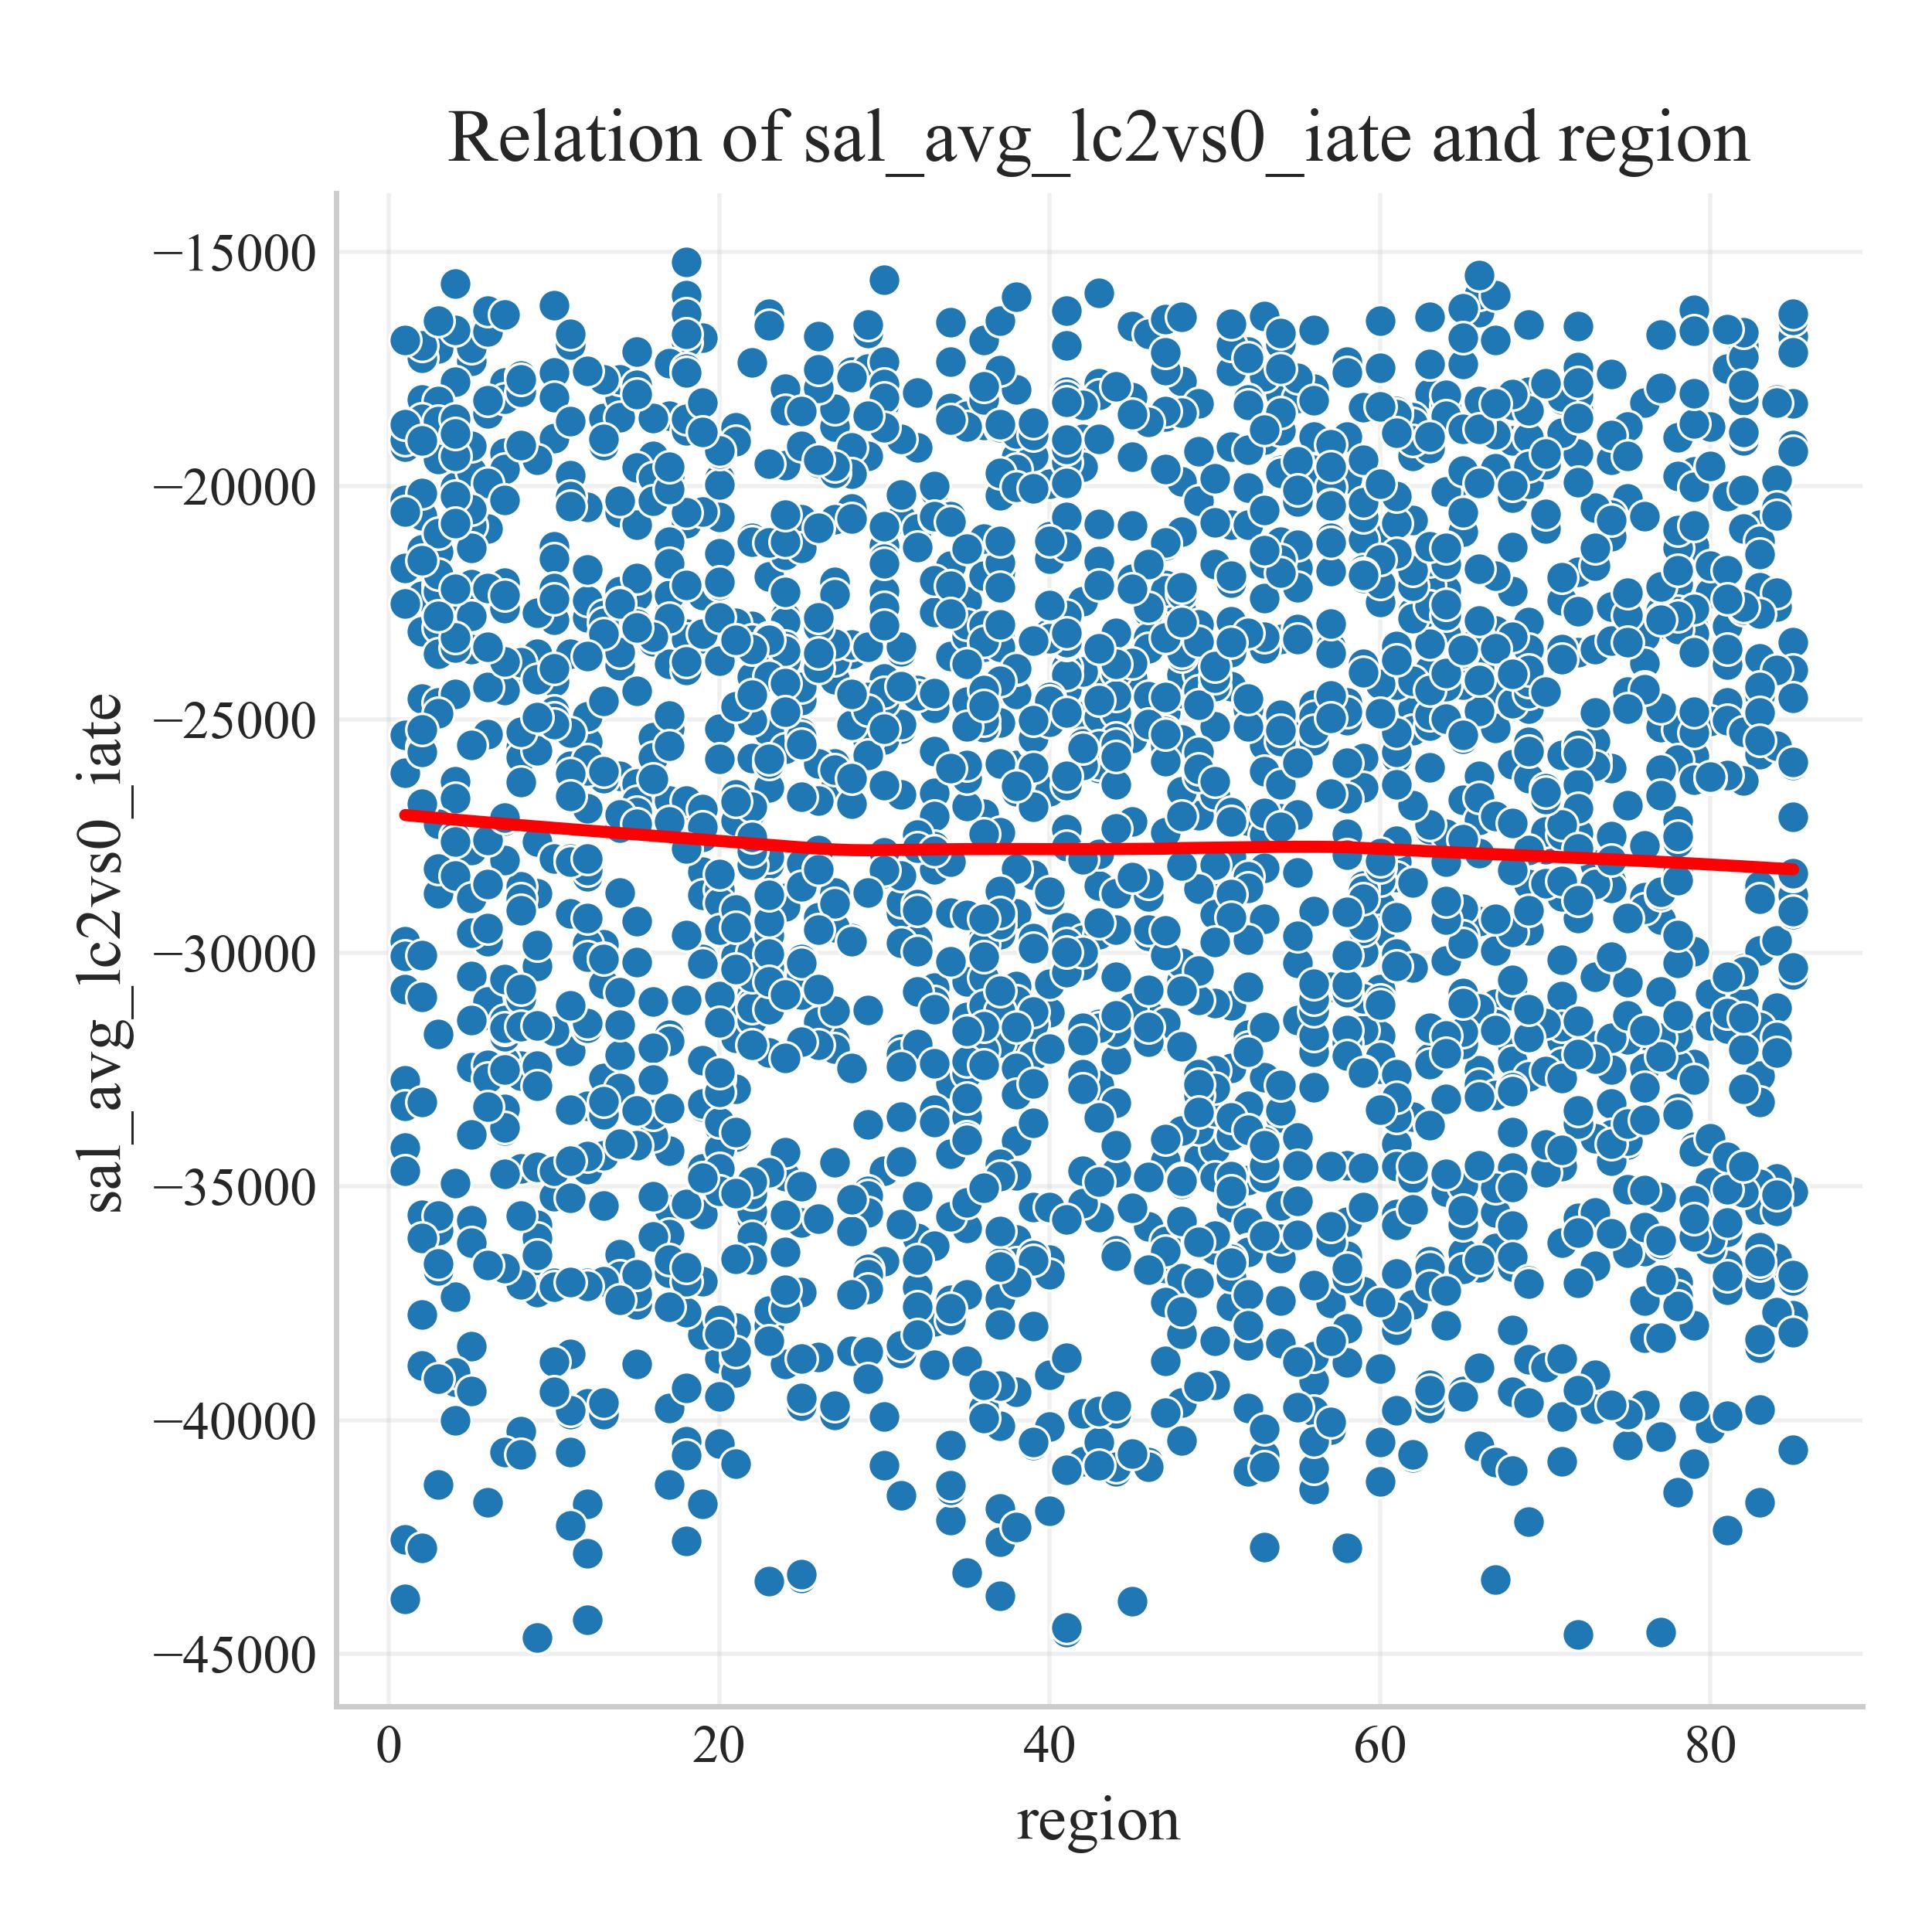 Relation of sal_avg_lc2vs0_iate and region
−15000
−20000
−25000
−30000
−35000
−40000
−45000
sal_avg_lc2vs0_iate
0 20 40 60 80
region